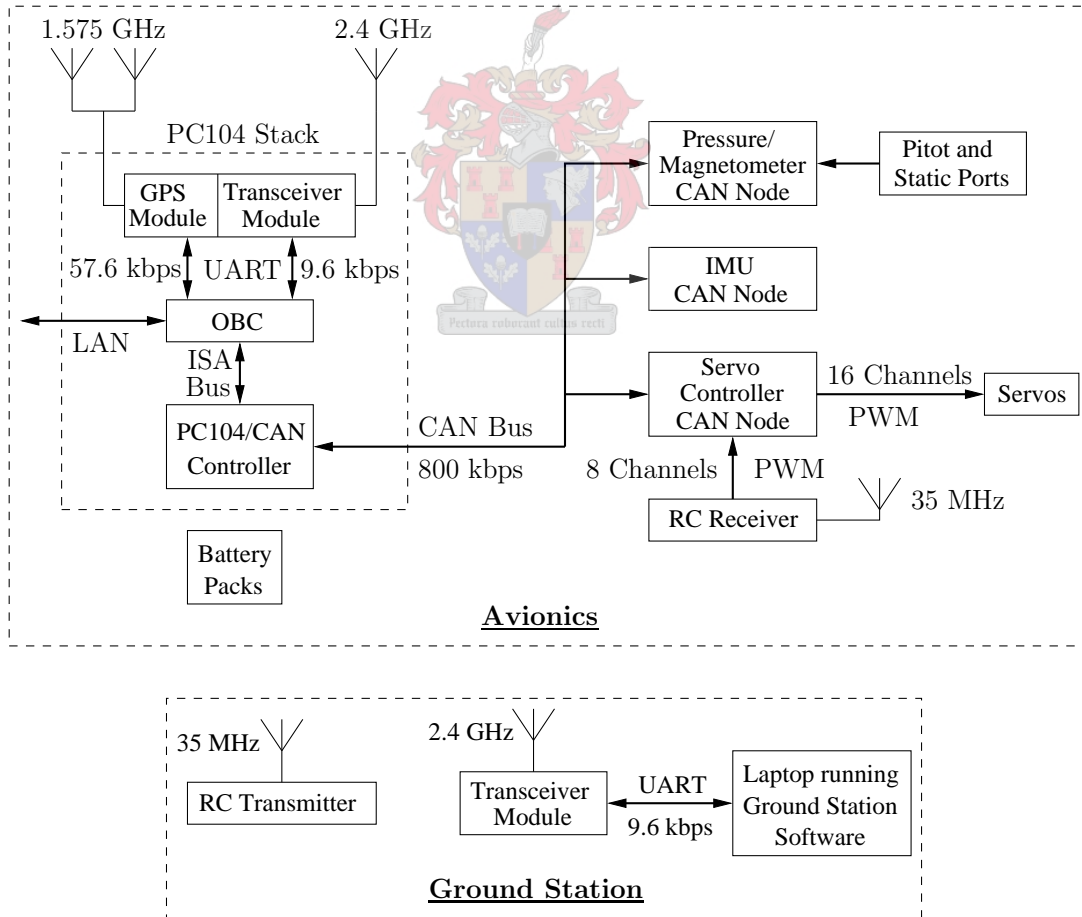 1.575 GHz
2.4 GHz
PC104 Stack
GPS
Module
Transceiver
Module
57.6 kbps
UART
9.6 kbps
OBC
LAN
ISA
Bus
PC104/CAN
Controller
CAN Bus
800 kbps
Battery
Packs
Pectora roborant cultus recti
Pressure/
Magnetometer
CAN Node
Pitot and
Static Ports
IMU
CAN Node
Servo
Controller
CAN Node
16 Channels
PWM
Servos
8 Channels
PWM
RC Receiver
35 MHz
Avionics
35 MHz
RC Transmitter
2.4 GHz
Transceiver
Module
UART
9.6 kbps
Laptop running
Ground Station
Software
Ground Station